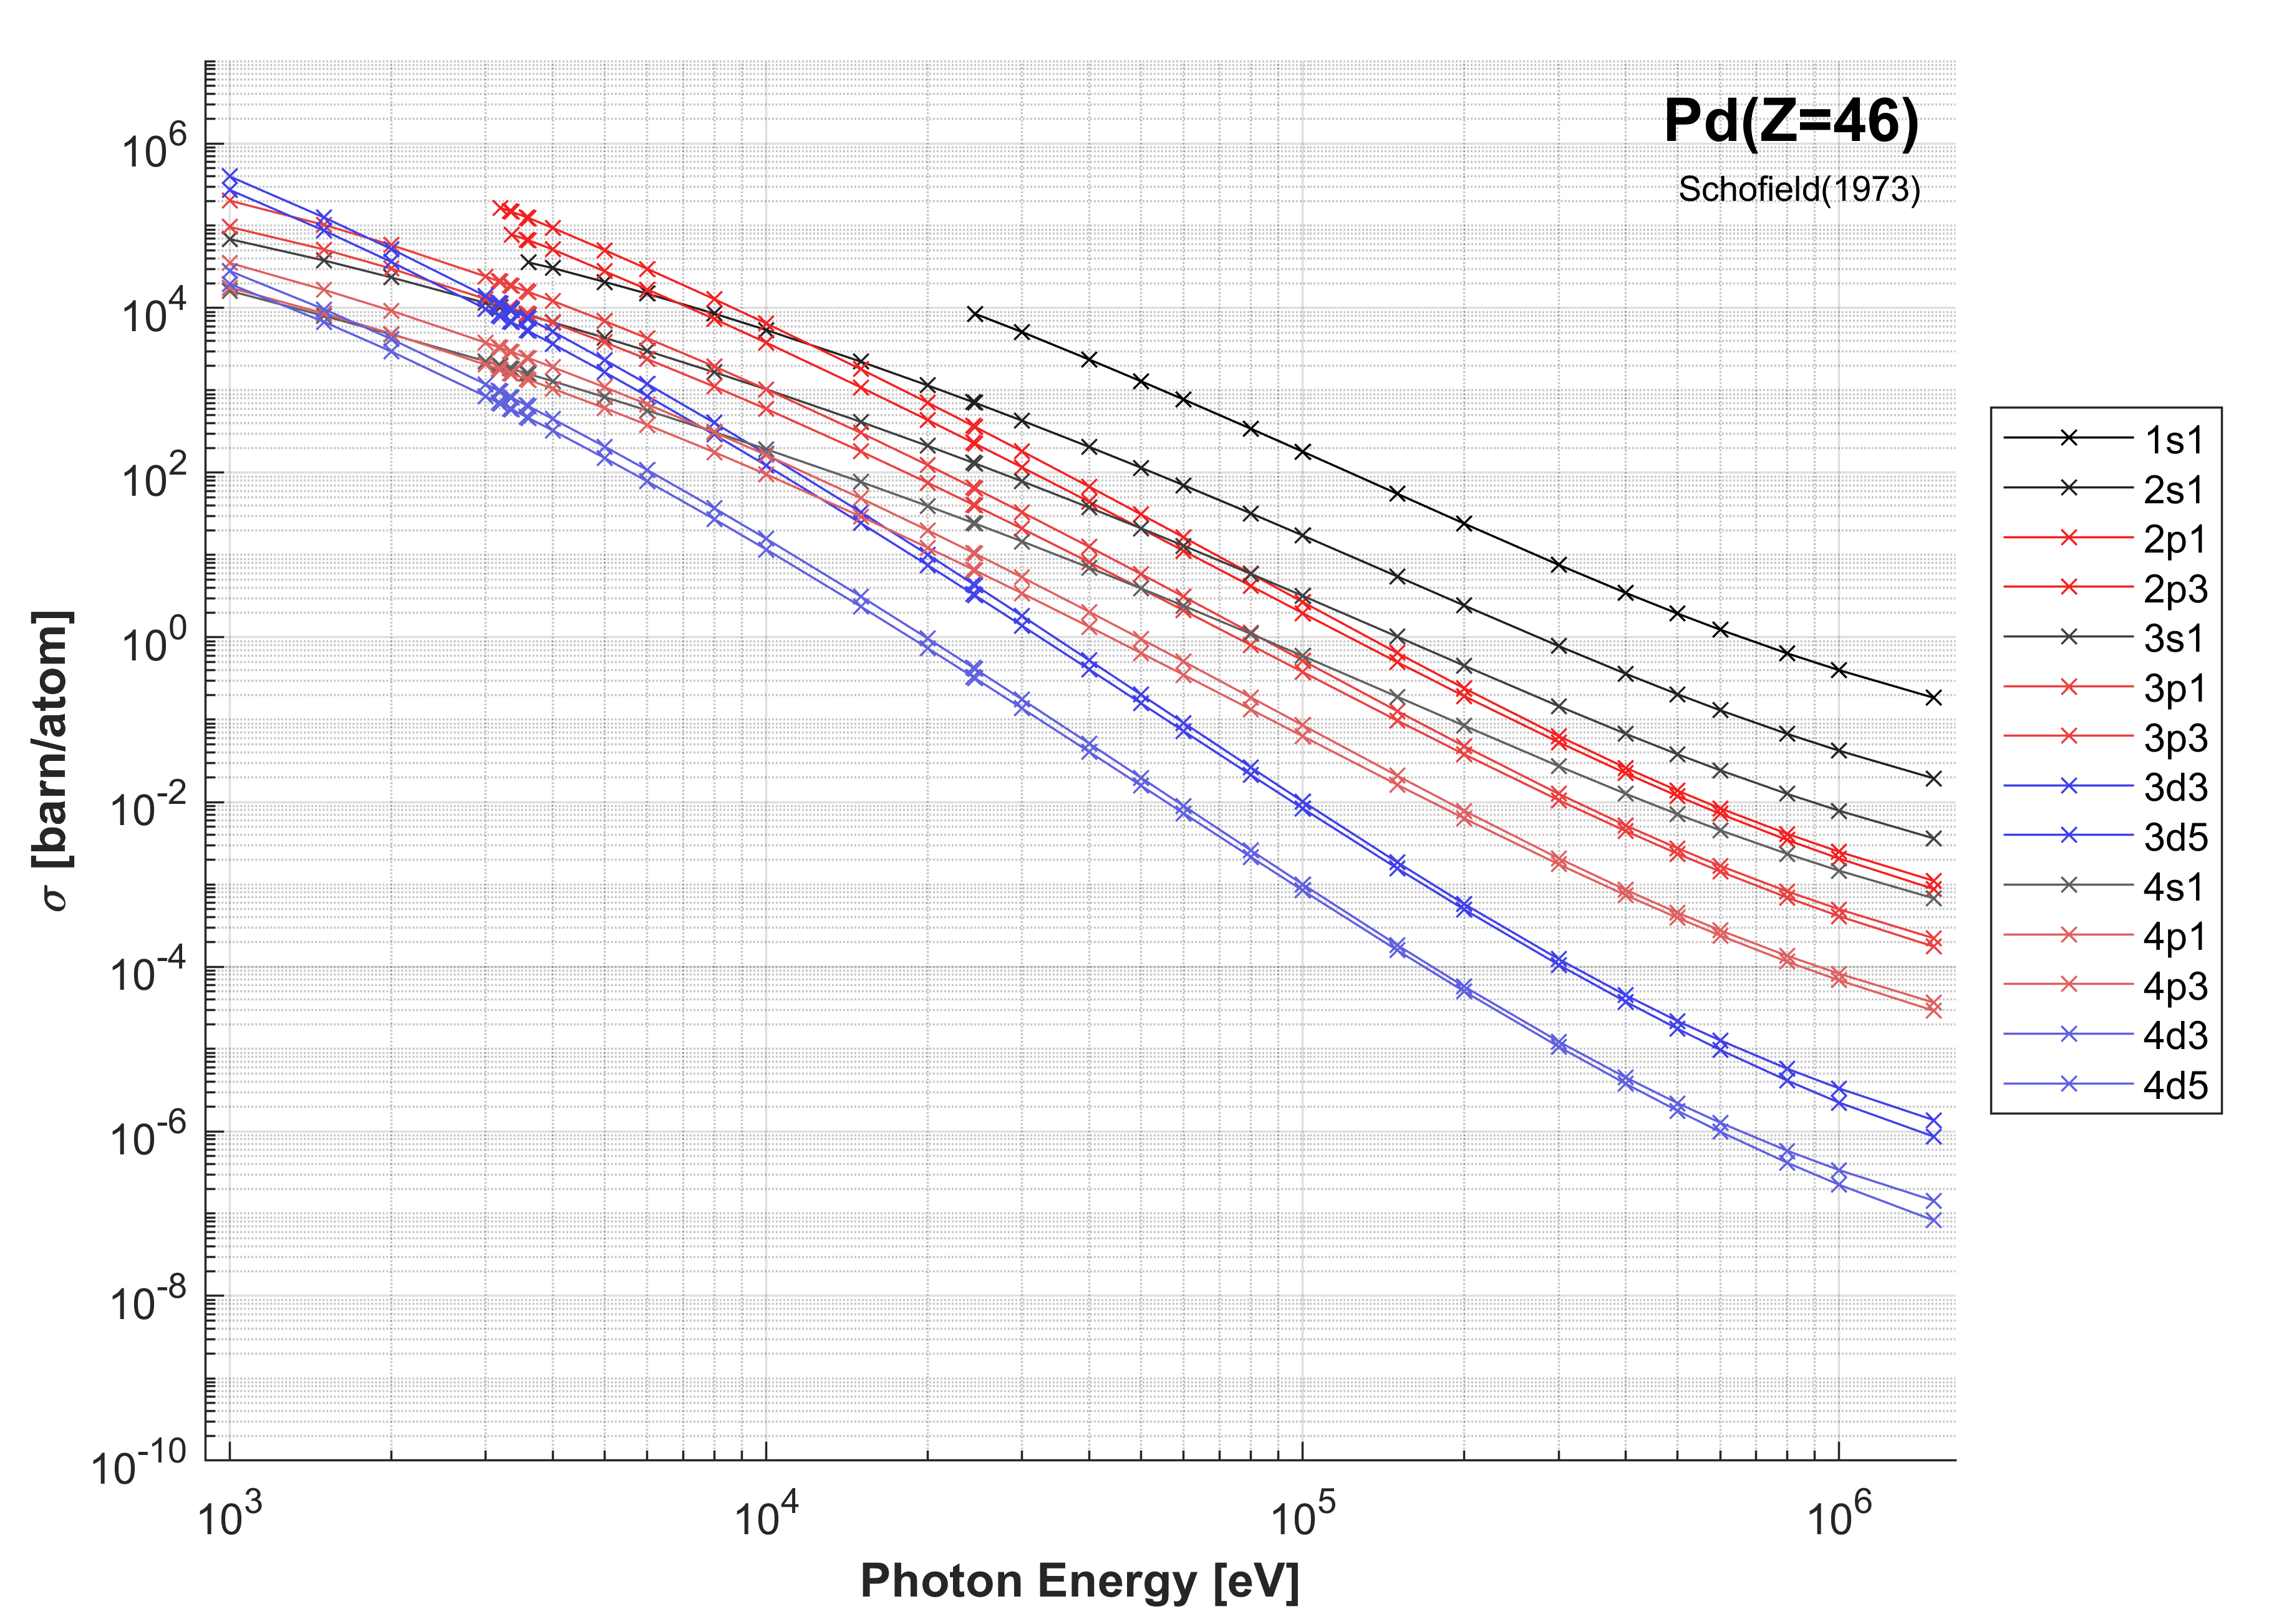 Pd(Z=46)
Schofield(1973)
10^6
10^4
10^2
10^0
10^-2
10^-4
10^-6
10^-8
10^-10
σ [barn/atom]
10^3
10^4
10^5
10^6
Photon Energy [eV]
1s1
2s1
2p1
2p3
3s1
3p1
3p3
3d3
3d5
4s1
4p1
4p3
4d3
4d5